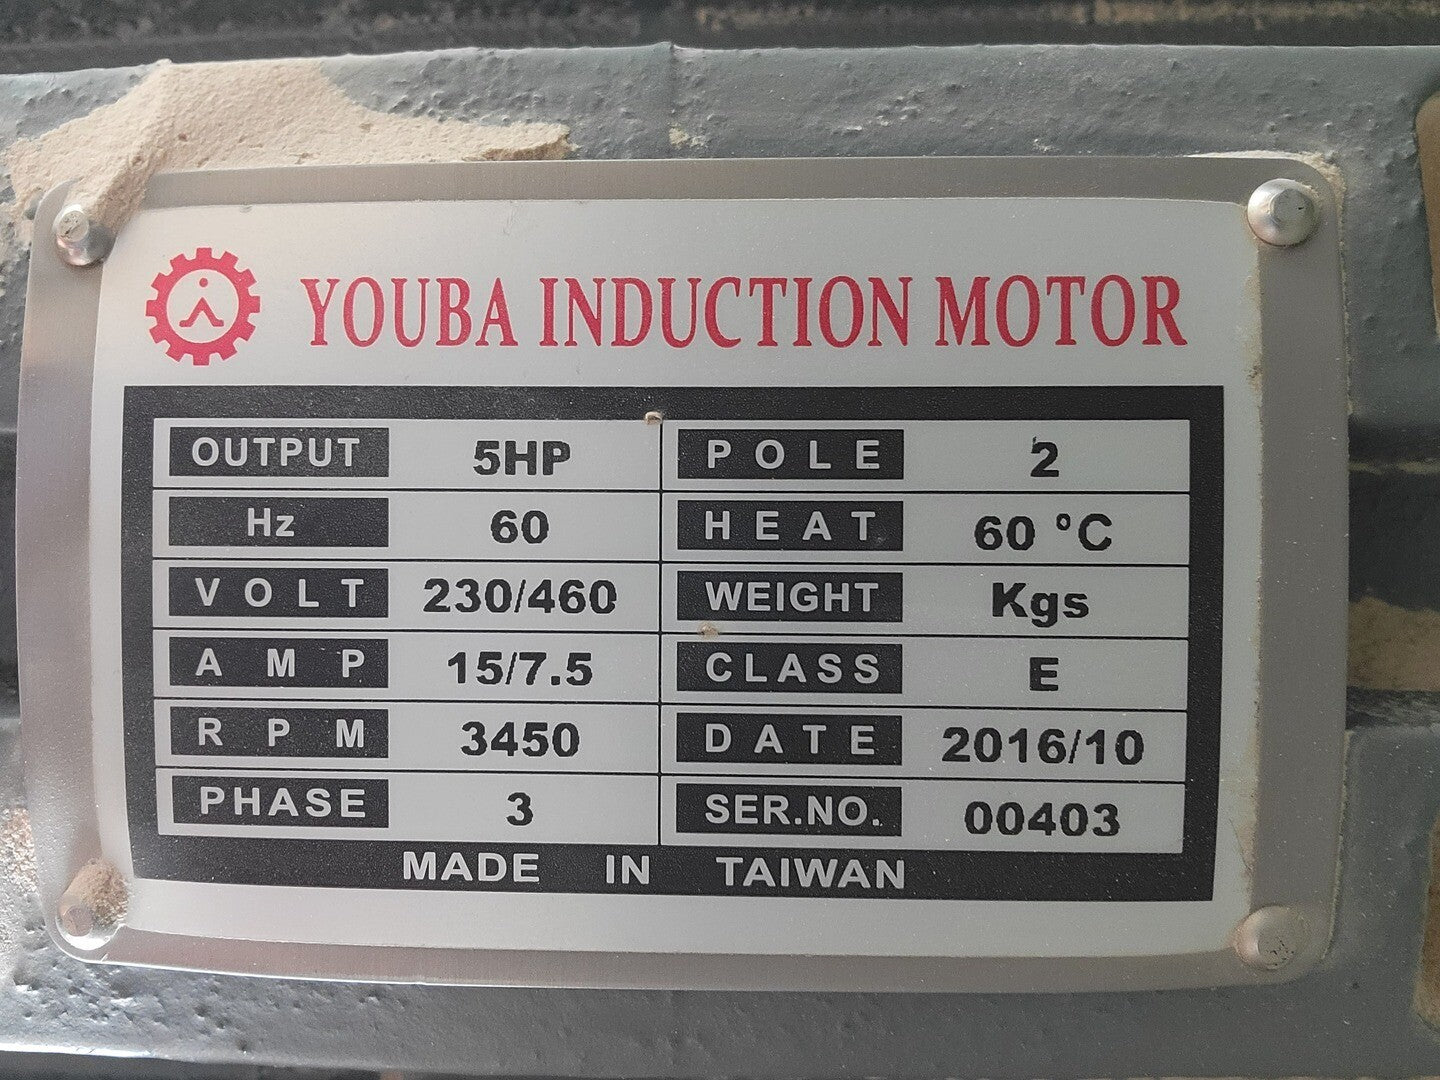 YOUBA INDUCTION MOTOR
OUTPUT 5HP POLE 2
Hz 60 HEAT 60 °C
VOLT 230/460 WEIGHT Kgs
AMP 15/7.5 CLASS E
RPM 3450 DATE 2016/10
PHASE 3 SER.NO. 00403
MADE IN TAIWAN